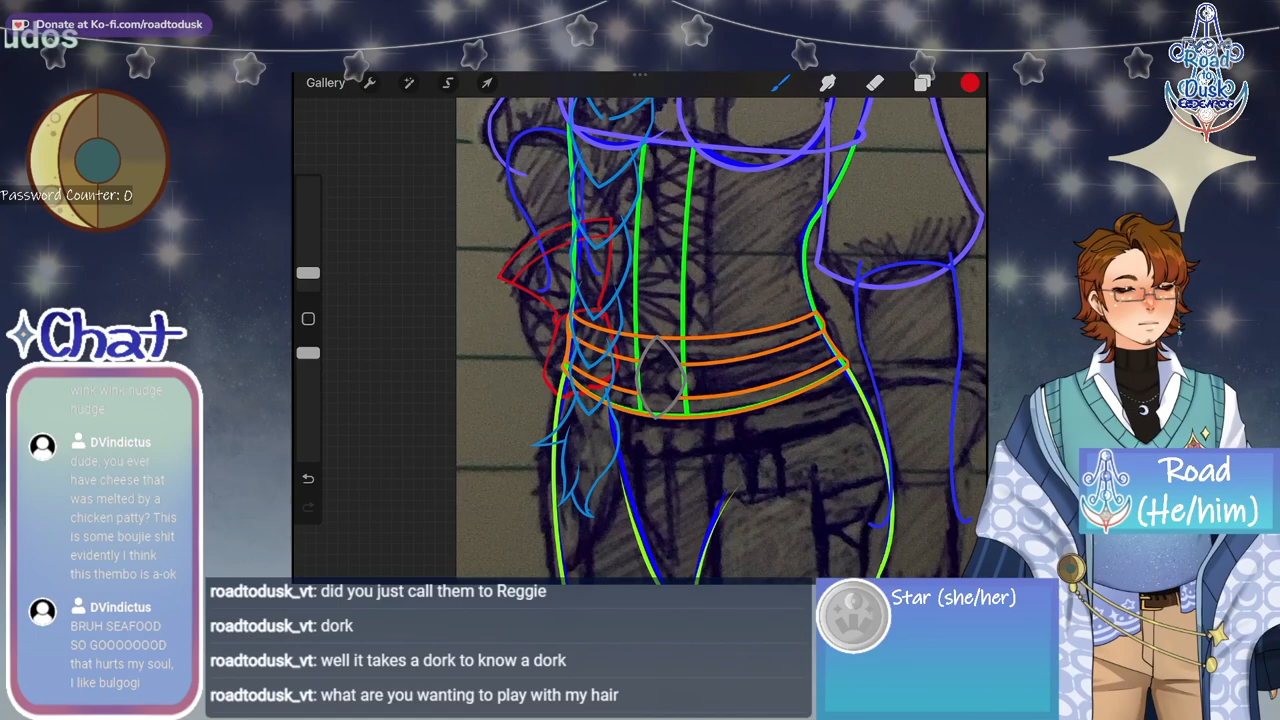 Donate at Ko-fi.com/roadtodusk
udos
Gallery
Road
to
Dusk
Password Counter: 0
Chat
wink wink nudge
nudge
DVindictus
dude, you ever
have cheese that
was melted by a
chicken patty? This
is some boujie shit
evidently I think
this thembo is a-ok
DVindictus
BRUH SEAFOOD
SO GOOOOOOOD
that hurts my soul,
I like bulgogi
roadtodusk_vt: did you just call them to Reggie
roadtodusk_vt: dork
roadtodusk_vt: well it takes a dork to know a dork
roadtodusk_vt: what are you wanting to play with my hair
Star (she/her)
Road
(He/him)